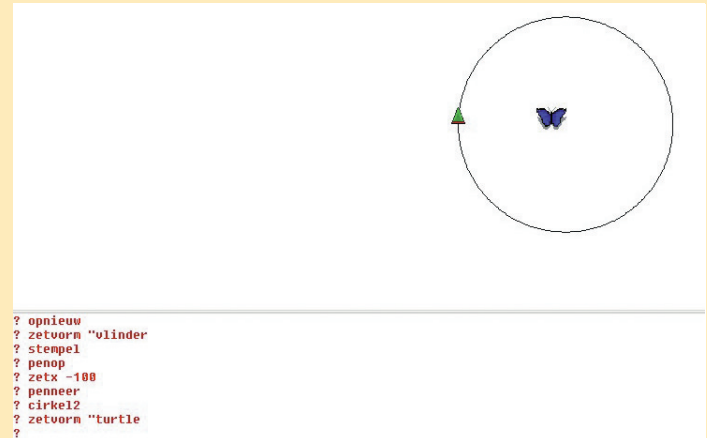 ? opnieuw
? zetvorm "vlinder
? stempel
? penop
? zetx -100
? penneer
? cirkel2
? zetvorm "turtle
?